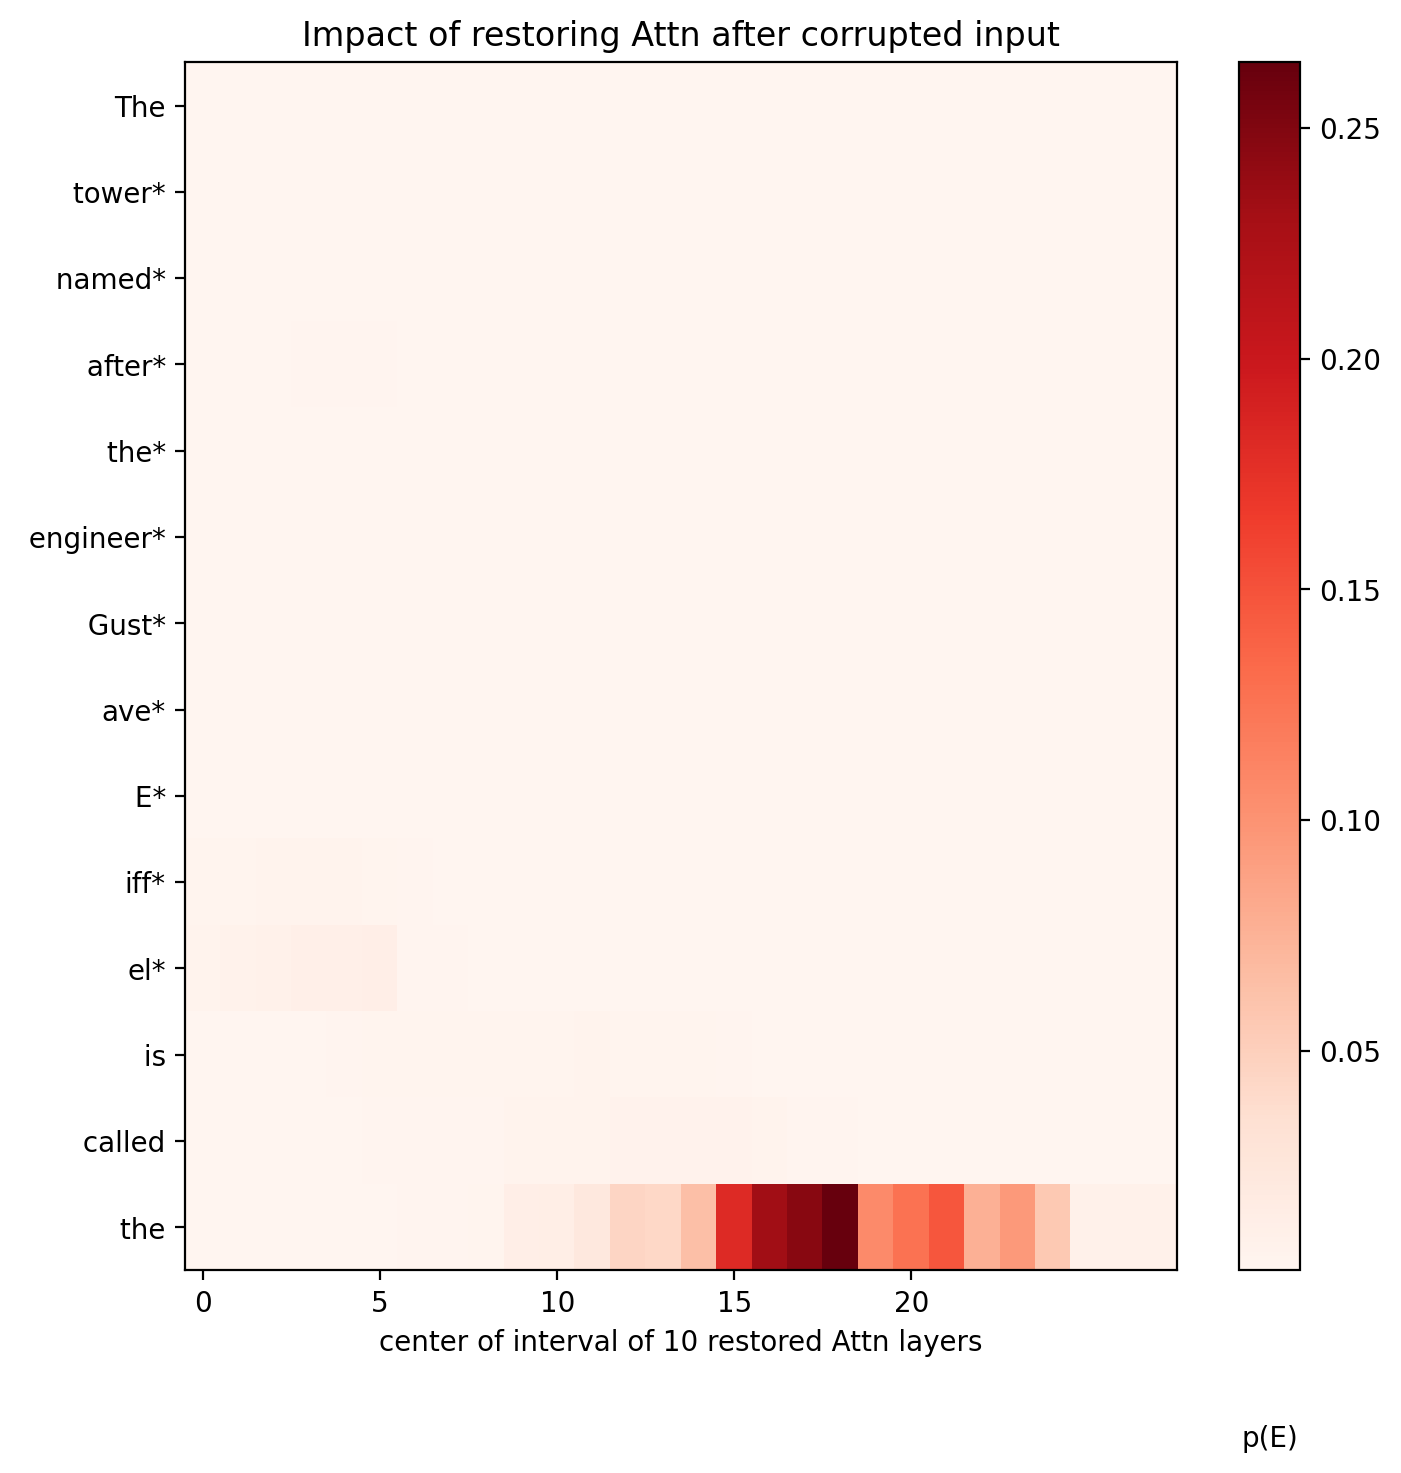 Impact of restoring Attn after corrupted input
The
tower*
named*
after*
the*
engineer*
Gust*
ave*
E*
iff*
el*
is
called
the
0 5 10 15 20
center of interval of 10 restored Attn layers
0.25
0.20
0.15
0.10
0.05
p(E)